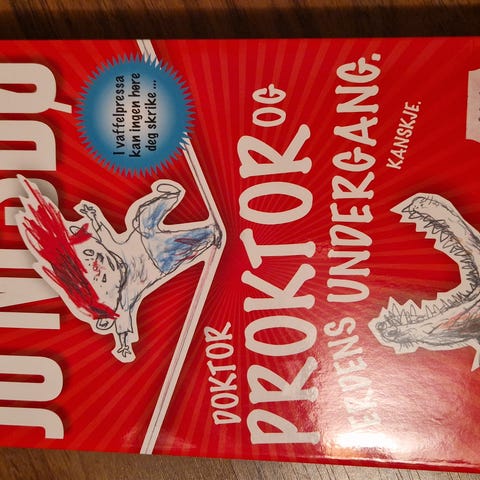 JO NESBØ
I vaffelpressa
kan ingen høre
deg skrike ...
DOKTOR
PROKTOR OG
VERDENS UNDERGANG.
KANSKJE.